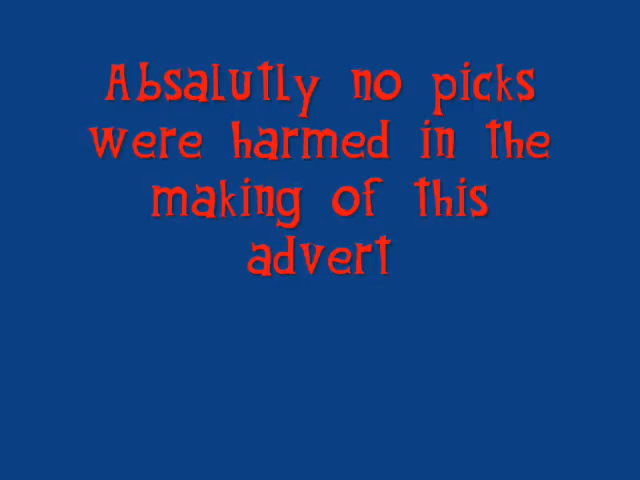 Absalutly no picks
were harmed in the
making of this
advert